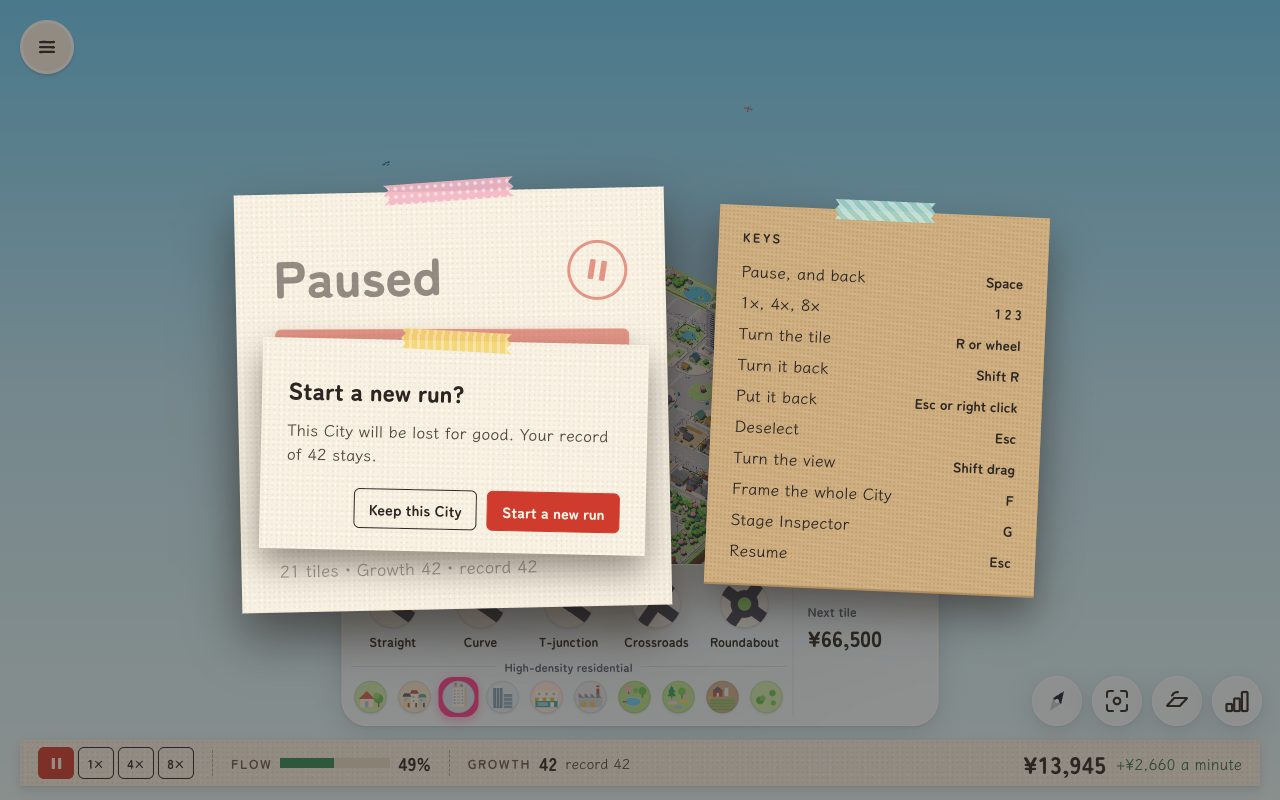 Paused
Start a new run?
This City will be lost for good. Your record
of 42 stays.
Keep this City
Start a new run
21 tiles • Growth 42 • record 42
KEYS
Pause, and back Space
1×, 4×, 8× 1 2 3
Turn the tile R or wheel
Turn it back Shift R
Put it back Esc or right click
Deselect Esc
Turn the view Shift drag
Frame the whole City F
Stage Inspector G
Resume Esc
Straight Curve T-junction Crossroads Roundabout
Next tile
¥66,500
High-density residential
1× 4× 8× FLOW 49% GROWTH 42 record 42 ¥13,945 +¥2,660 a minute